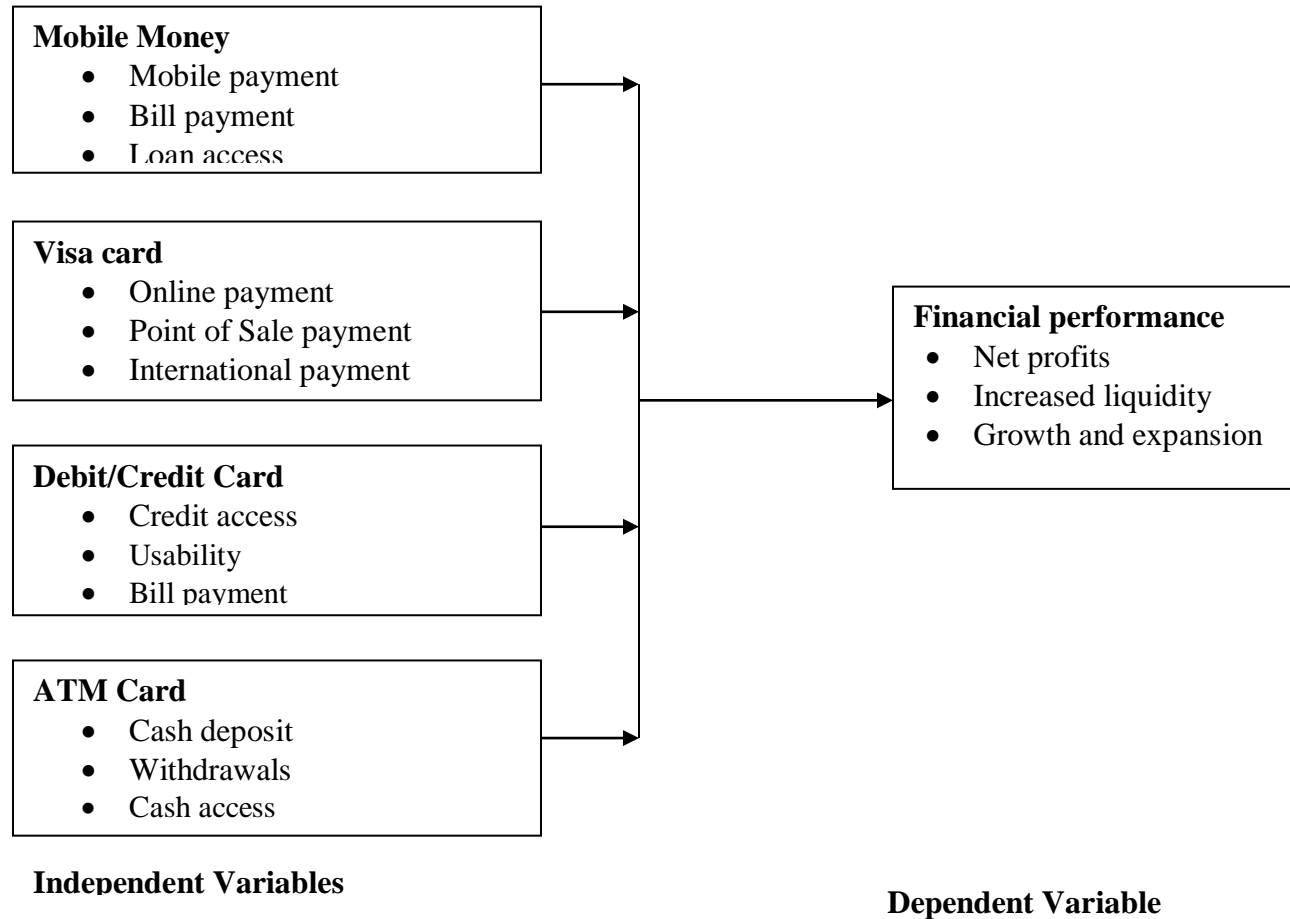 Mobile Money
• Mobile payment
• Bill payment
• Loan access
Visa card
• Online payment
• Point of Sale payment
• International payment
Debit/Credit Card
• Credit access
• Usability
• Bill payment
ATM Card
• Cash deposit
• Withdrawals
• Cash access
Independent Variables
Financial performance
• Net profits
• Increased liquidity
• Growth and expansion
Dependent Variable